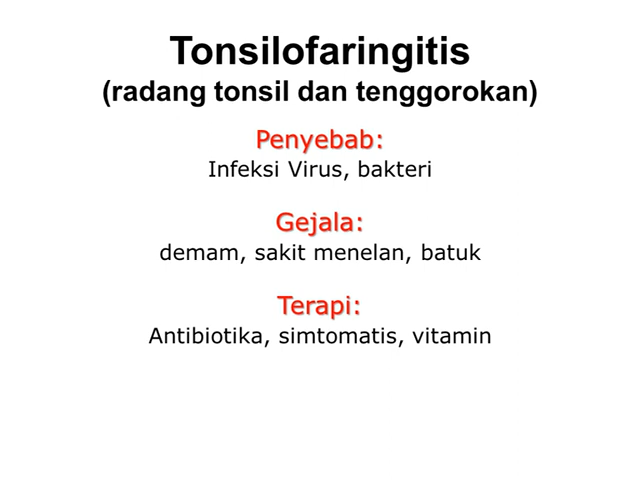 Tonsilofaringitis
(radang tonsil dan tenggorokan)
Penyebab:
Infeksi Virus, bakteri
Gejala:
demam, sakit menelan, batuk
Terapi:
Antibiotika, simtomatis, vitamin